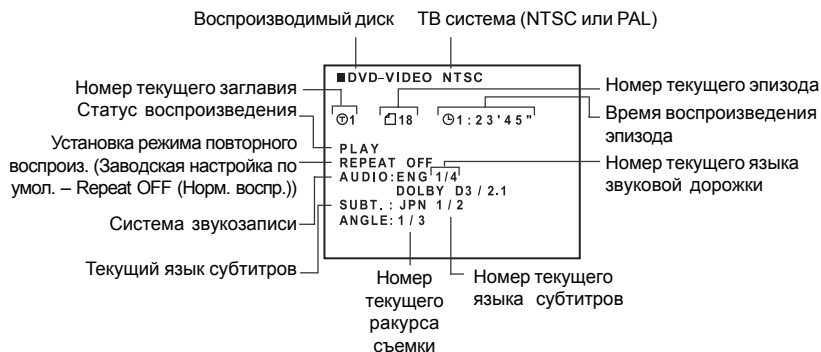 Воспроизводимый диск
ТВ система (NTSC или PAL)
Номер текущего заглавия
Статус воспроизведения
Установка режима повторного
воспроиз. (Заводская настройка по
умол. – Repeat OFF (Норм. воспр.))
Система звукозаписи
Текущий язык субтитров
■DVD–VIDEO NTSC
Ⓣ1 18 1:23'45"
PLAY
REPEAT OFF
AUDIO:ENG 1/4
DOLBY D3/2.1
SUBT.: JPN 1/2
ANGLE:1/3
Номер текущего эпизода
Время воспроизведения
эпизода
Номер текущего языка
звуковой дорожки
Номер
текущего
ракурса
съемки
Номер текущего
языка субтитров